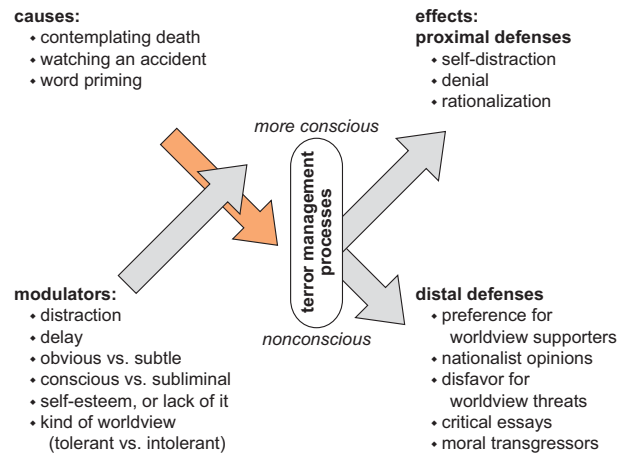 causes:
• contemplating death
• watching an accident
• word priming
effects:
proximal defenses
• self-distraction
• denial
• rationalization
more conscious
terror management
processes
nonconscious
modulators:
• distraction
• delay
• obvious vs. subtle
• conscious vs. subliminal
• self-esteem, or lack of it
• kind of worldview
(tolerant vs. intolerant)
distal defenses
• preference for
worldview supporters
• nationalist opinions
• disfavor for
worldview threats
• critical essays
• moral transgressors